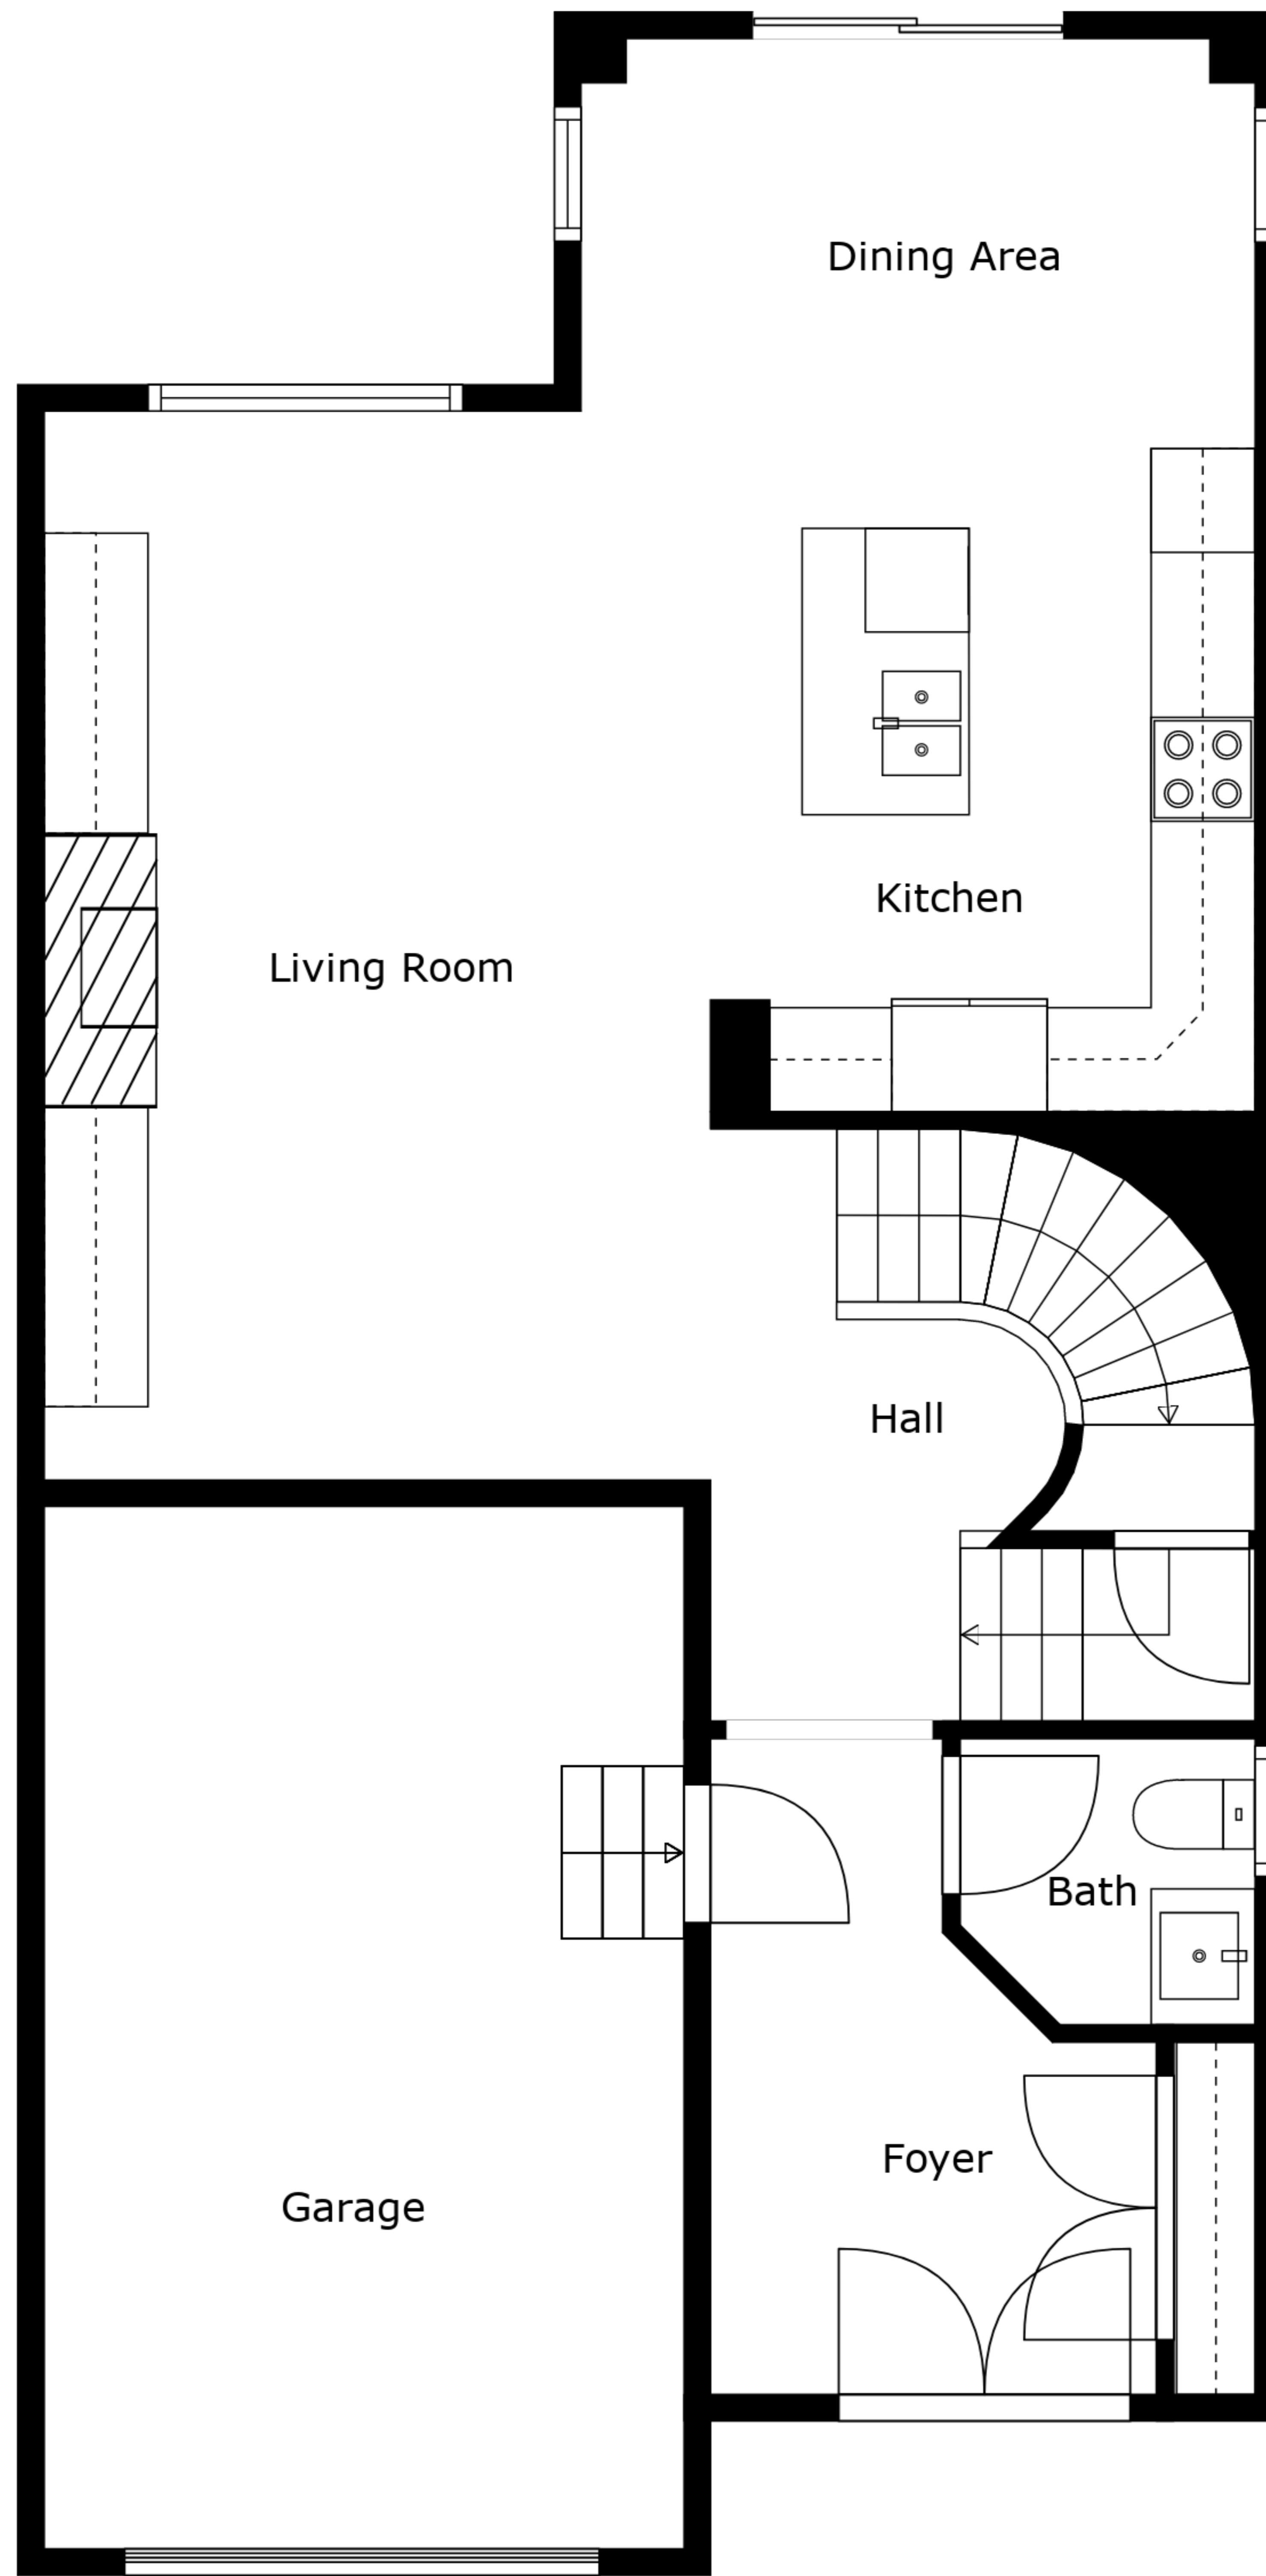 Dining Area
Kitchen
Living Room
Hall
Bath
Foyer
Garage